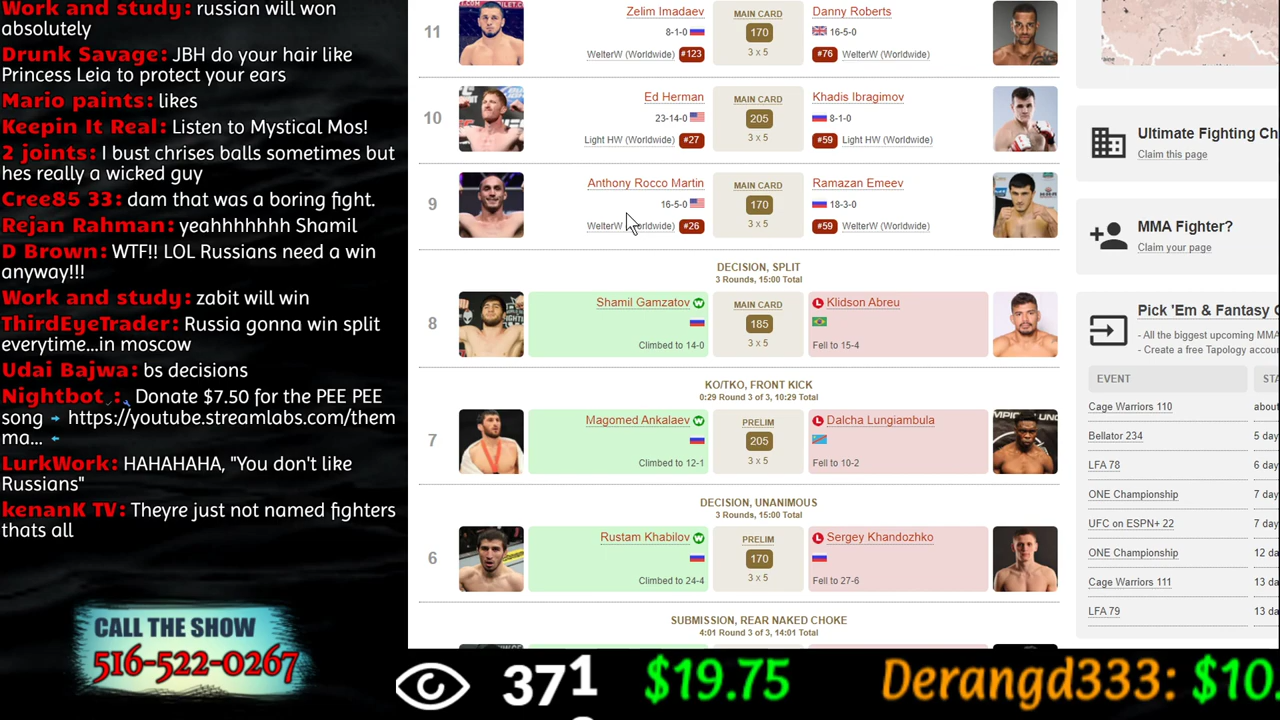 Work and study: russian will won
absolutely
Drunk Savage: JBH do your hair like
Princess Leia to protect your ears
Mario paints: likes
Keepin It Real: Listen to Mystical Mos!
2 joints: I bust chrises balls sometimes but
hes really a wicked guy
Cree85 33: dam that was a boring fight.
Rejan Rahman: yeahhhhhhh Shamil
D Brown: WTF!! LOL Russians need a win
anyway!!!
Work and study: zabit will win
ThirdEyeTrader: Russia gonna win split
everytime...in moscow
Udai Bajwa: bs decisions
Nightbot : Donate $7.50 for the PEE PEE
song https://youtube.streamlabs.com/them
ma...
LurkWork: HAHAHAHA, "You don't like
Russians"
kenanK TV: Theyre just not named fighters
thats all
CALL THE SHOW
516-522-0267
11
Zelim Imadaev
8-1-0
WelterW (Worldwide) #123
MAIN CARD
170
3 x 5
Danny Roberts
16-5-0
#76 WelterW (Worldwide)
10
Ed Herman
23-14-0
Light HW (Worldwide) #27
MAIN CARD
205
3 x 5
Khadis Ibragimov
8-1-0
#59 Light HW (Worldwide)
9
Anthony Rocco Martin
16-5-0
WelterW #26
MAIN CARD
170
3 x 5
Ramazan Emeev
18-3-0
#59 WelterW (Worldwide)
DECISION, SPLIT
3 Rounds, 15:00 Total
8
Shamil Gamzatov W
Climbed to 14-0
MAIN CARD
185
3 x 5
L Klidson Abreu
Fell to 15-4
KO/TKO, FRONT KICK
0:29 Round 3 of 3, 10:29 Total
7
Magomed Ankalaev W
Climbed to 12-1
PRELIM
205
3 x 5
L Dalcha Lungiambula
Fell to 10-2
DECISION, UNANIMOUS
3 Rounds, 15:00 Total
6
Rustam Khabilov W
Climbed to 24-4
PRELIM
170
3 x 5
L Sergey Khandozhko
Fell to 27-6
SUBMISSION, REAR NAKED CHOKE
4:01 Round 3 of 3, 14:01 Total
Ultimate Fighting Ch
Claim this page
MMA Fighter?
Claim your page
Pick 'Em & Fantasy
- All the biggest upcoming MMA
- Create a free Tapology accou
EVENT STA
Cage Warriors 110 abou
Bellator 234 5 day
LFA 78 6 day
ONE Championship 7 day
UFC on ESPN+ 22 7 day
ONE Championship 12 d
Cage Warriors 111 13 d
LFA 79 13 d
371 $19.75 Derangd333: $10.